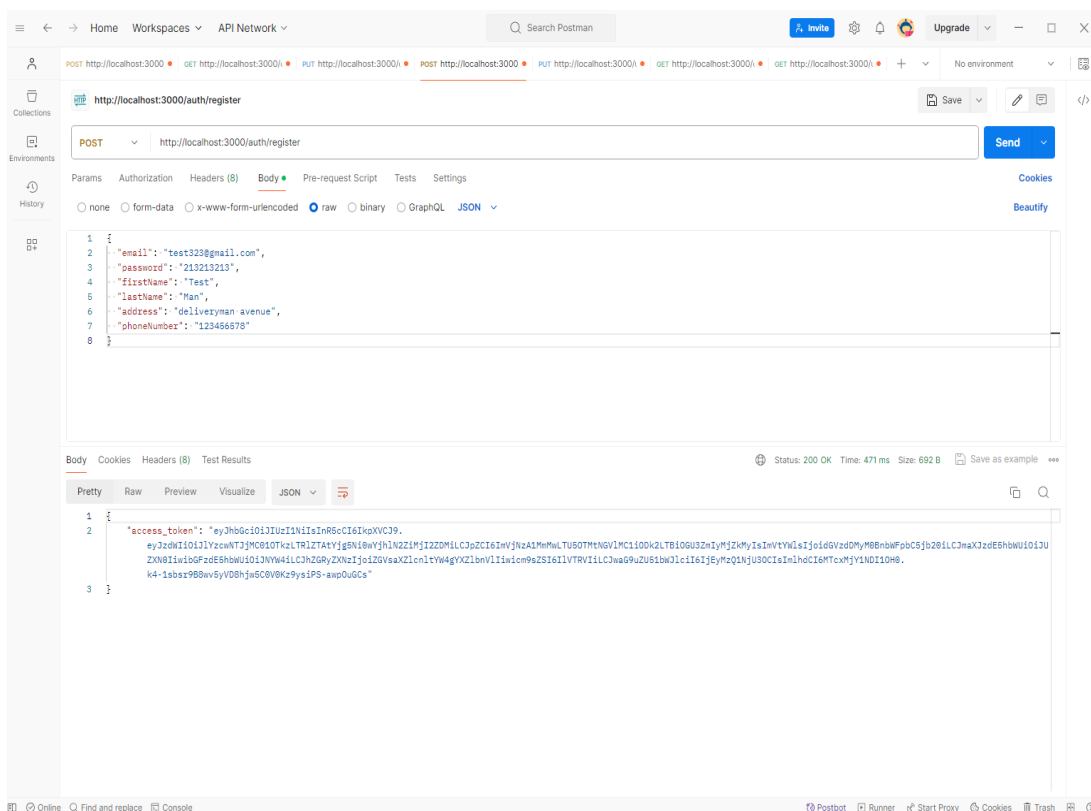 Home Workspaces API Network Search Postman Invite Upgrade
POST http://localhost:3000 GET http://localhost:3000/ PUT http://localhost:3000/ POST http://localhost:3000 PUT http://localhost:3000/ GET http://localhost:3000/ GET http://localhost:3000/ No environment
Collections
HTTP http://localhost:3000/auth/register Save
Environments
POST http://localhost:3000/auth/register Send
History
Params Authorization Headers (8) Body Pre-request Script Tests Settings Cookies
none form-data x-www-form-urlencoded raw binary GraphQL JSON Beautify
1 {
2 "email": "test323@gmail.com",
3 "password": "213213213",
4 "firstName": "Test",
5 "lastName": "Man",
6 "address": "deliveryman avenue",
7 "phoneNumber": "123456578"
8 }
Body Cookies Headers (8) Test Results Status: 200 OK Time: 471 ms Size: 692 B Save as example
Pretty Raw Preview Visualize JSON
1 {
2 "access_token": "eyJhbGciOiJIUzI1NiIsInR5cCI6IkpXVCJ9.
3 }
Online Find and replace Console Postbot Runner Start Proxy Cookies Trash